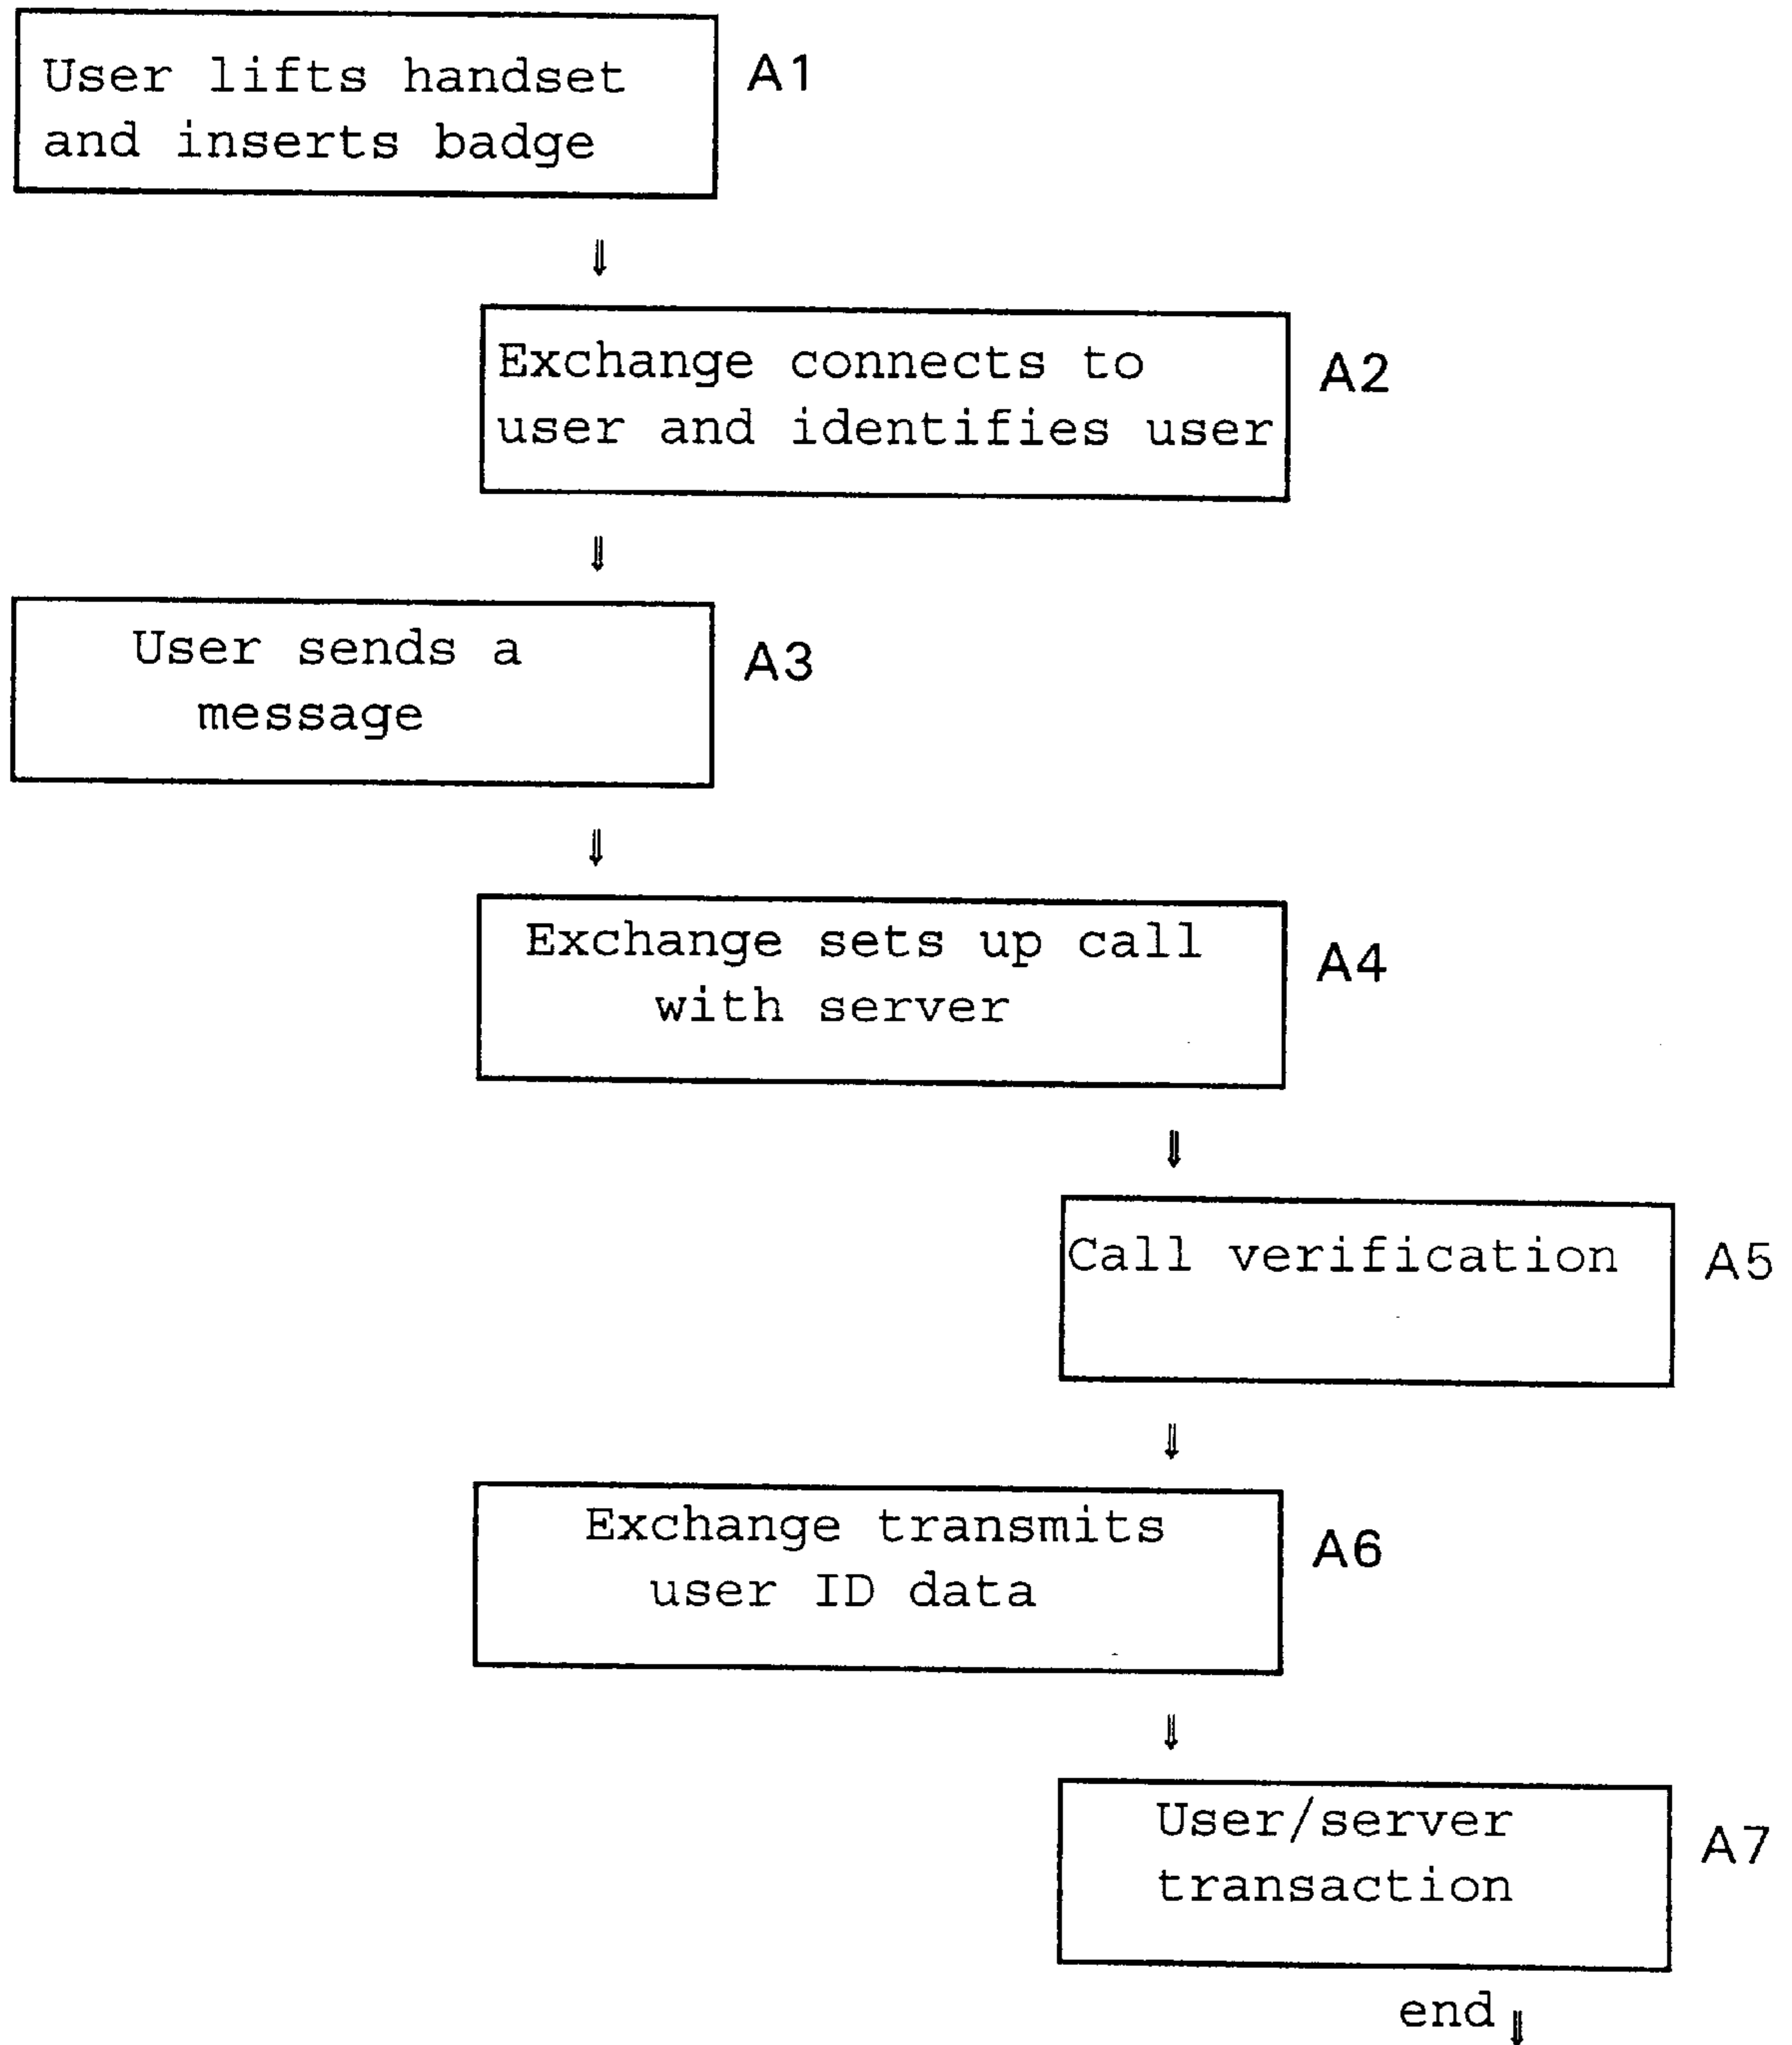 User lifts handset
and inserts badge
A1
⇓
Exchange connects to
user and identifies user
A2
⇓
User sends a
message
A3
⇓
Exchange sets up call
with server
A4
⇓
Call verification
A5
⇓
Exchange transmits
user ID data
A6
⇓
User/server
transaction
A7
end ⇓